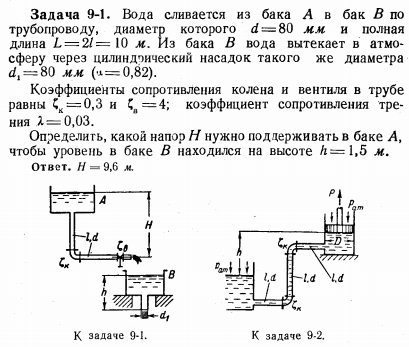 Задача 9-1. Вода сливается из бака A в бак B по
трубопроводу, диаметр которого d=80 мм и полная
длина L=2l=10 м. Из бака B вода вытекает в атмо-
сферу через цилиндрический насадок такого же диаметра
d₁=80 мм (μ=0,82).
Коэффициенты сопротивления колена и вентиля в трубе
равны ζк=0,3 и ζв=4; коэффициент сопротивления тре-
ния λ=0,03.
Определить, какой напор H нужно поддерживать в баке A,
чтобы уровень в баке B находился на высоте h=1,5 м.
Ответ. H=9,6 м.
A
H
ζв
l,d
ζк
B
h
d₁
К задаче 9-1.
P
Pат
D
h
Pат
l,d
l,d
l,d
ζк
К задаче 9-2.